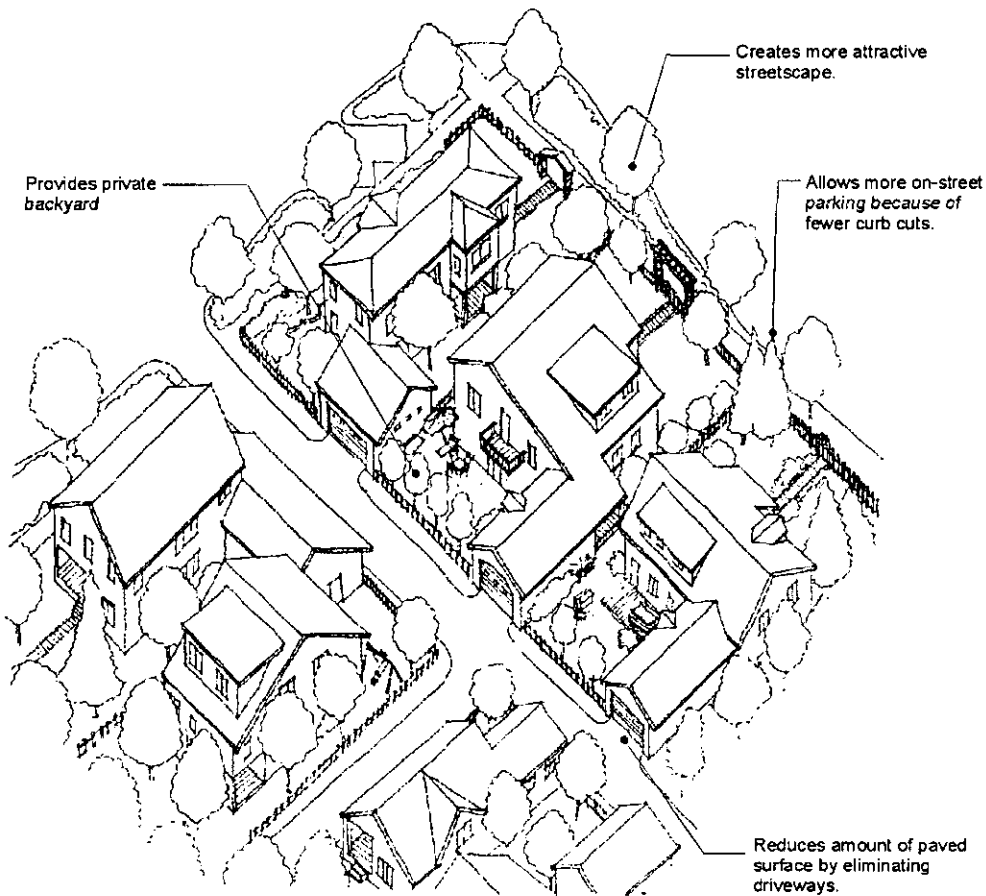 Creates more attractive
streetscape.
Provides private
backyard
Allows more on-street
parking because of
fewer curb cuts.
Reduces amount of paved
surface by eliminating
driveways.